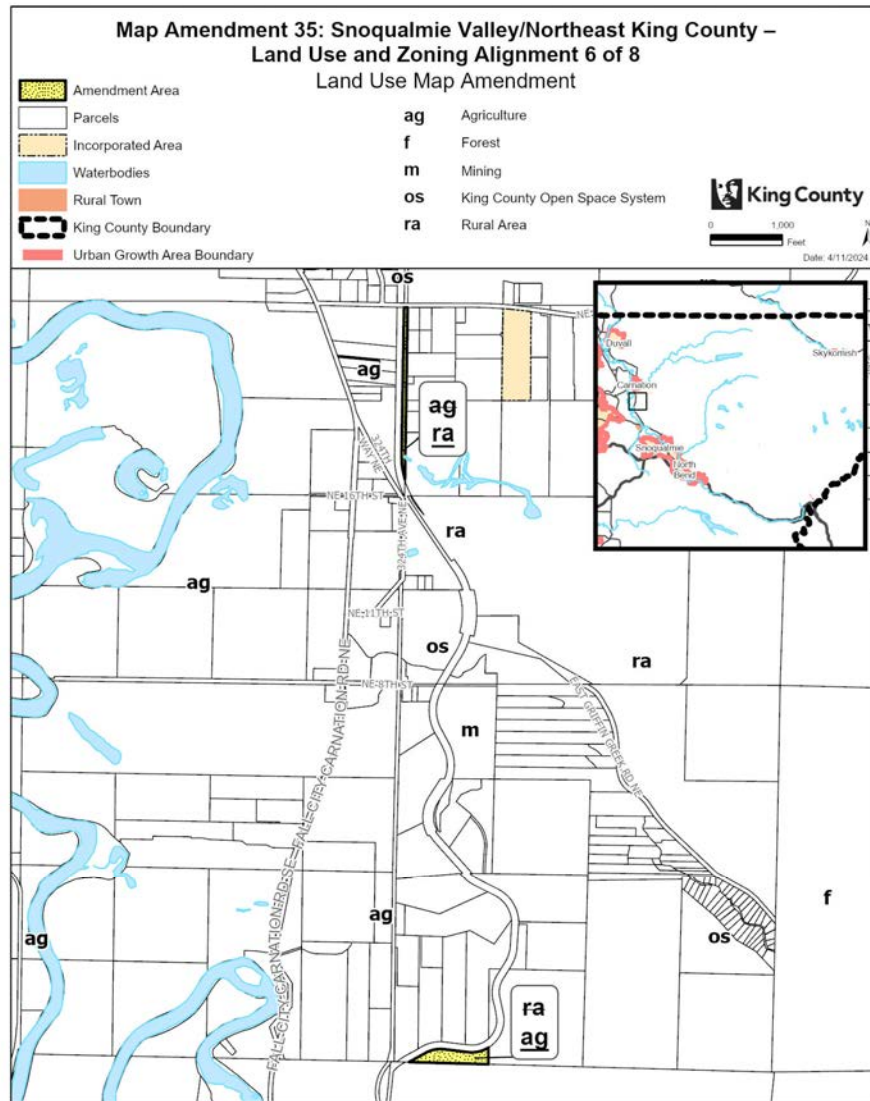 Map Amendment 35: Snoqualmie Valley/Northeast King County –
Land Use and Zoning Alignment 6 of 8
Land Use Map Amendment
Amendment Area
Parcels
Incorporated Area
Waterbodies
Rural Town
King County Boundary
Urban Growth Area Boundary
ag Agriculture
f Forest
m Mining
os King County Open Space System
ra Rural Area
King County
0 1,000
Feet
N
Date: 4/11/2024
os
NE
Duvall
Skykomish
Carnation
Snoqualmie
North
Bend
ag
ag
ra
324TH
WAY NE
NE 16TH ST
324TH AVE NE
ra
ag
NE 11TH ST
os
ra
NE 8TH ST
EAST GRIFFIN CREEK RD NE
m
FALL CITY-CARNATION RD SE
FALL CITY-CARNATION RD NE
f
ag
ag
os
ra
ag